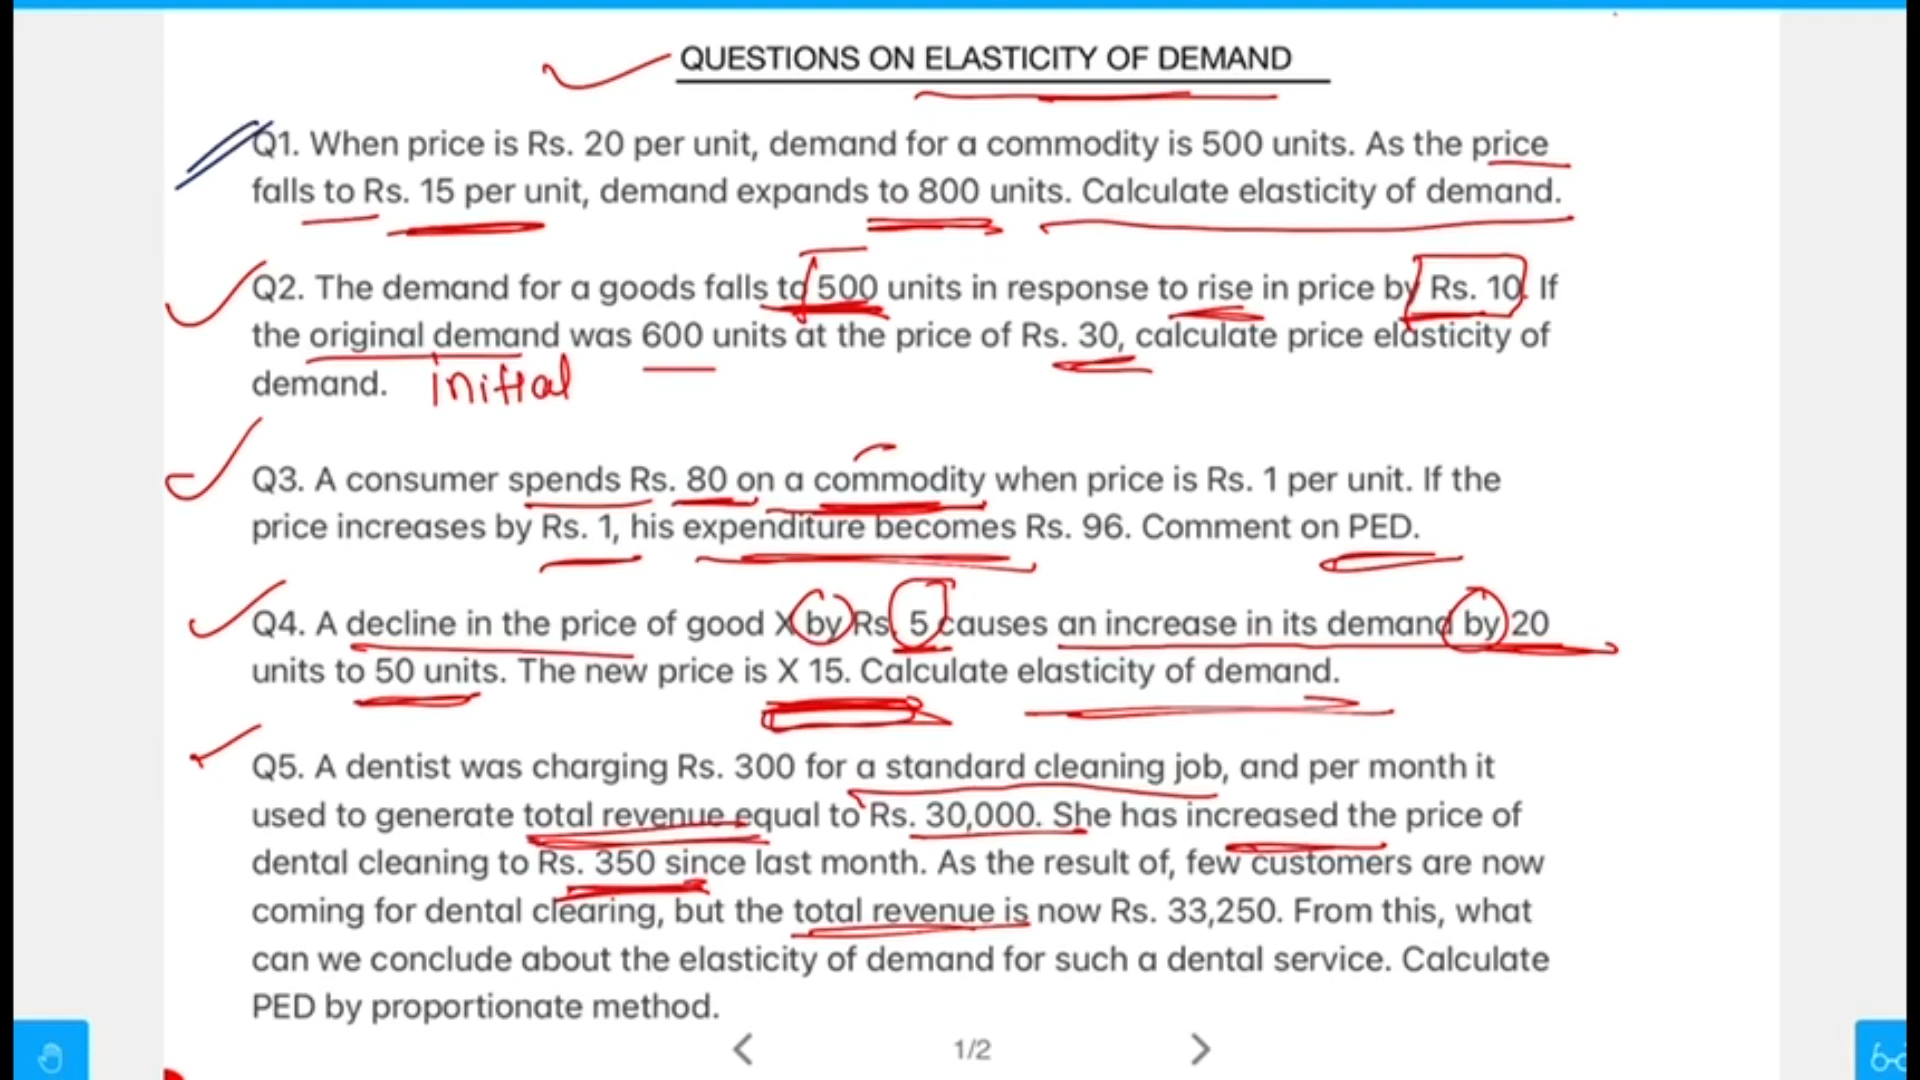 QUESTIONS ON ELASTICITY OF DEMAND
Q1. When price is Rs. 20 per unit, demand for a commodity is 500 units. As the price
falls to Rs. 15 per unit, demand expands to 800 units. Calculate elasticity of demand.
Q2. The demand for a goods falls to 500 units in response to rise in price by Rs. 10. If
the original demand was 600 units at the price of Rs. 30, calculate price elasticity of
demand. initial
Q3. A consumer spends Rs. 80 on a commodity when price is Rs. 1 per unit. If the
price increases by Rs. 1, his expenditure becomes Rs. 96. Comment on PED.
Q4. A decline in the price of good X by Rs. 5 causes an increase in its demand by 20
units to 50 units. The new price is X 15. Calculate elasticity of demand.
Q5. A dentist was charging Rs. 300 for a standard cleaning job, and per month it
used to generate total revenue equal to Rs. 30,000. She has increased the price of
dental cleaning to Rs. 350 since last month. As the result of, few customers are now
coming for dental clearing, but the total revenue is now Rs. 33,250. From this, what
can we conclude about the elasticity of demand for such a dental service. Calculate
PED by proportionate method.
1/2